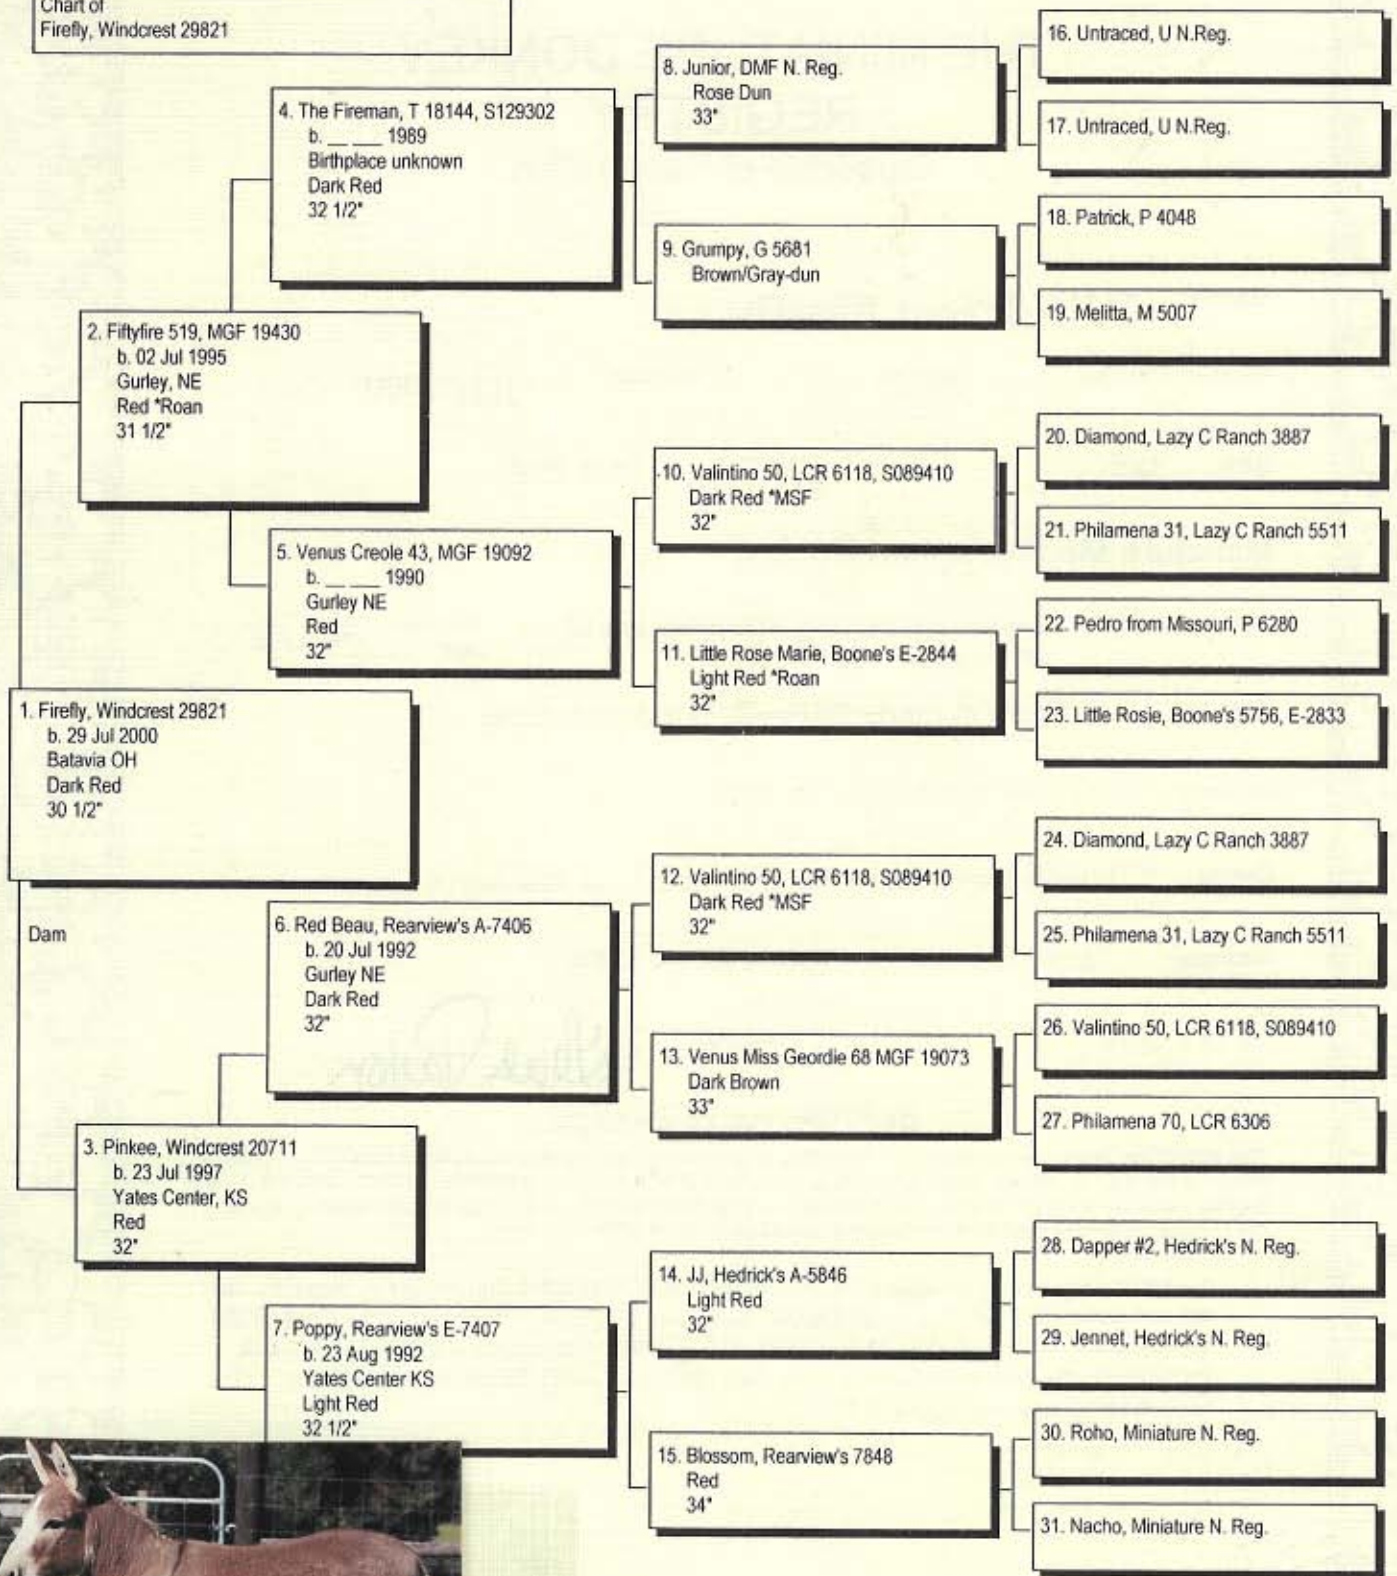 Chart of
Firefly, Windcrest 29821
1. Firefly, Windcrest 29821
b. 29 Jul 2000
Batavia OH
Dark Red
30 1/2"
Dam
2. Fiftyfire 519, MGF 19430
b. 02 Jul 1995
Gurley, NE
Red *Roan
31 1/2"
3. Pinkee, Windcrest 20711
b. 23 Jul 1997
Yates Center, KS
Red
32"
4. The Fireman, T 18144, S129302
b. __ ___ 1989
Birthplace unknown
Dark Red
32 1/2"
5. Venus Creole 43, MGF 19092
b. __ ___ 1990
Gurley NE
Red
32"
6. Red Beau, Rearview's A-7406
b. 20 Jul 1992
Gurley NE
Dark Red
32"
7. Poppy, Rearview's E-7407
b. 23 Aug 1992
Yates Center KS
Light Red
32 1/2"
8. Junior, DMF N. Reg.
Rose Dun
33"
9. Grumpy, G 5681
Brown/Gray-dun
10. Valintino 50, LCR 6118, S089410
Dark Red *MSF
32"
11. Little Rose Marie, Boone's E-2844
Light Red *Roan
32"
12. Valintino 50, LCR 6118, S089410
Dark Red *MSF
32"
13. Venus Miss Geordie 68 MGF 19073
Dark Brown
33"
14. JJ, Hedrick's A-5846
Light Red
32"
15. Blossom, Rearview's 7848
Red
34"
16. Untraced, U N.Reg.
17. Untraced, U N.Reg.
18. Patrick, P 4048
19. Melitta, M 5007
20. Diamond, Lazy C Ranch 3887
21. Philamena 31, Lazy C Ranch 5511
22. Pedro from Missouri, P 6280
23. Little Rosie, Boone's 5756, E-2833
24. Diamond, Lazy C Ranch 3887
25. Philamena 31, Lazy C Ranch 5511
26. Valintino 50, LCR 6118, S089410
27. Philamena 70, LCR 6306
28. Dapper #2, Hedrick's N. Reg.
29. Jennet, Hedrick's N. Reg.
30. Roho, Miniature N. Reg.
31. Nacho, Miniature N. Reg.